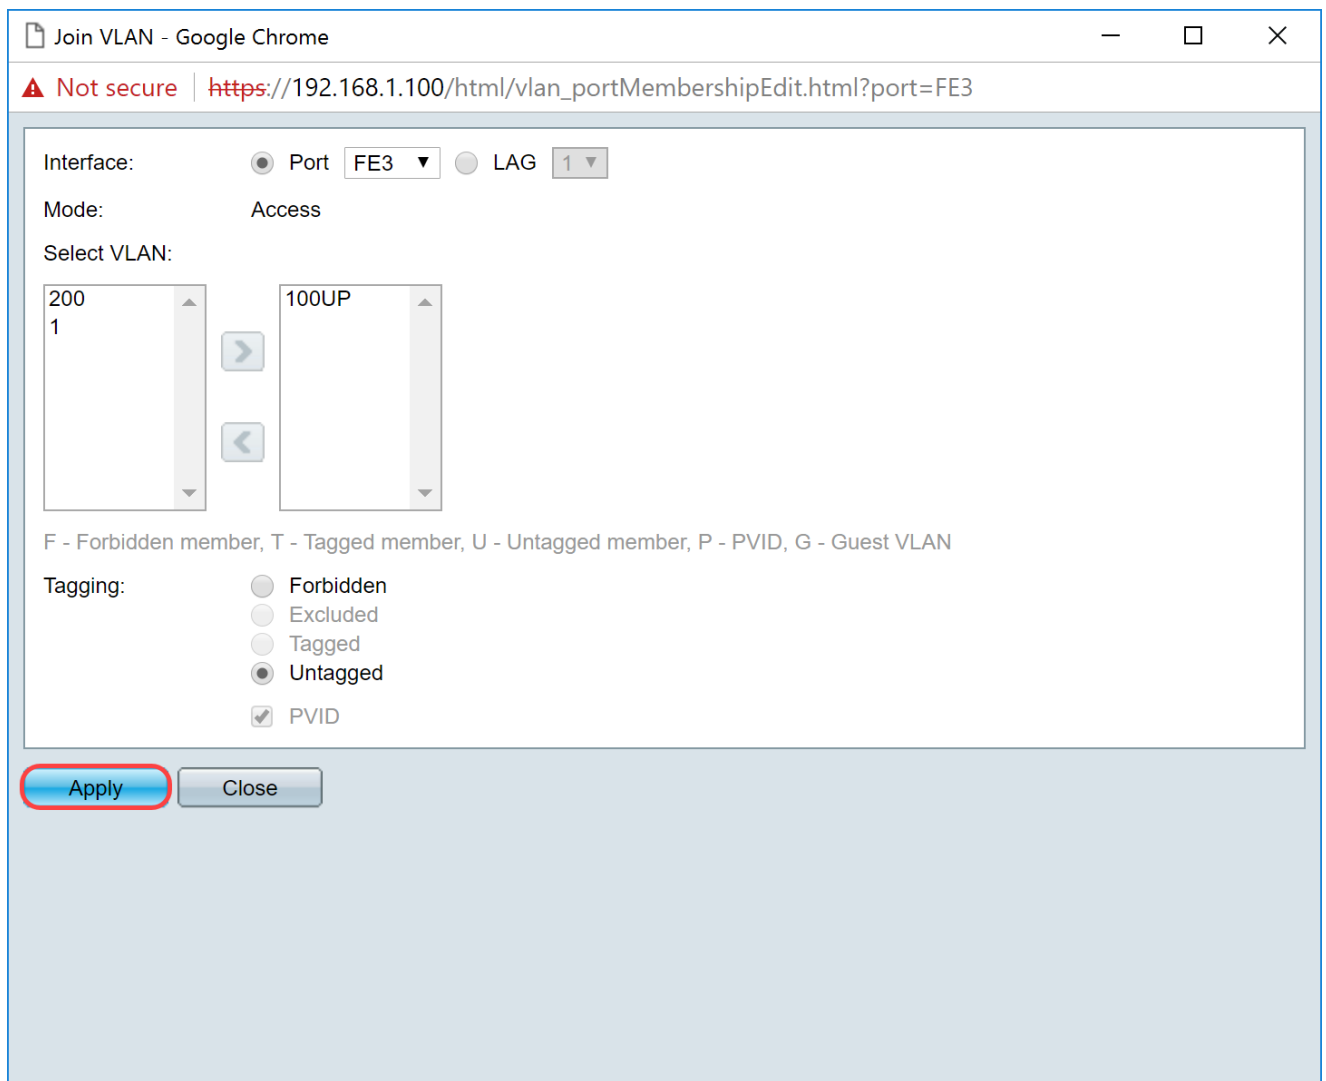 Join VLAN - Google Chrome
Not secure https://192.168.1.100/html/vlan_portMembershipEdit.html?port=FE3
Interface: Port FE3 LAG 1
Mode: Access
Select VLAN:
200 100UP
1
F - Forbidden member, T - Tagged member, U - Untagged member, P - PVID, G - Guest VLAN
Tagging: Forbidden
Excluded
Tagged
Untagged
PVID
Apply Close